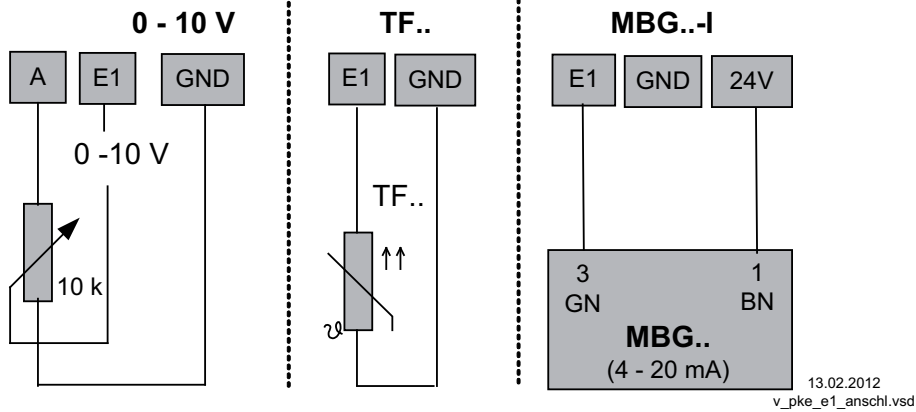 0 - 10 V
A
E1
GND
0 -10 V
10 k
TF..
E1
GND
TF..
ϑ
MBG..-I
E1
GND
24V
3
GN
1
BN
MBG..
(4 - 20 mA)
13.02.2012
v_pke_e1_anschl.vsd